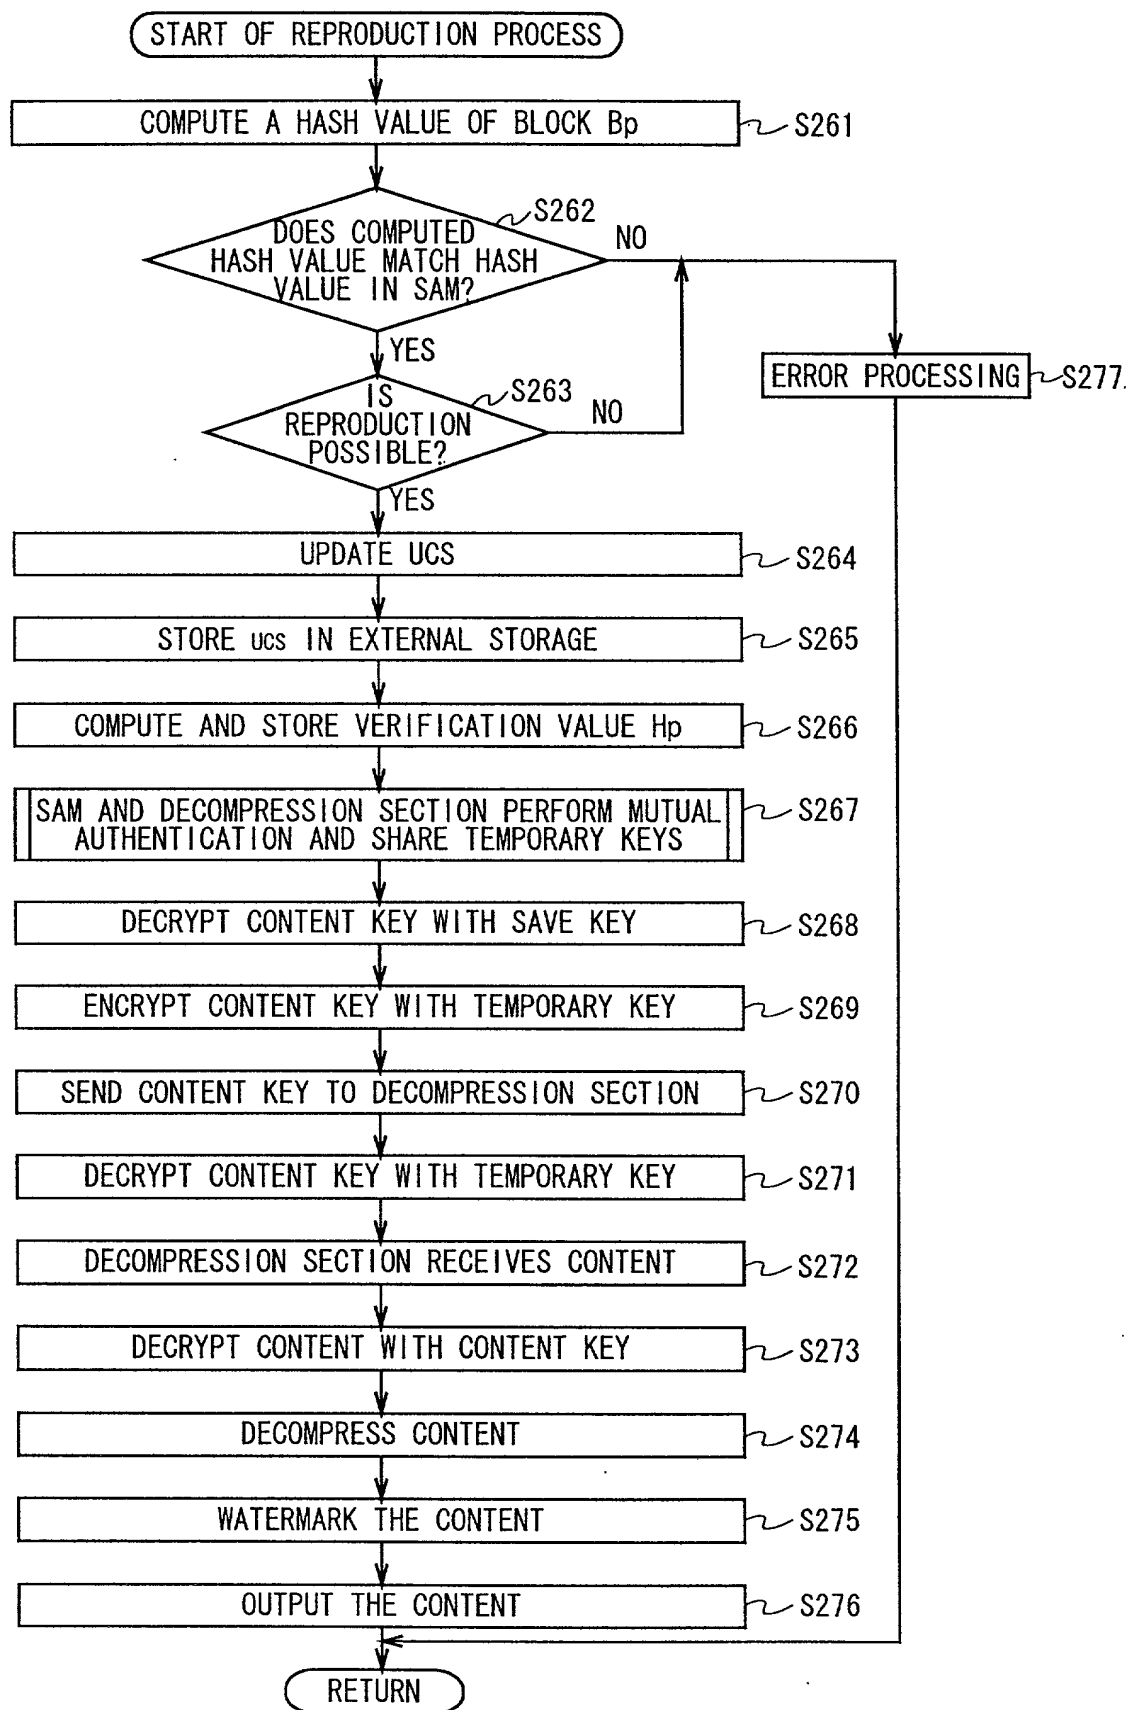 START OF REPRODUCTION PROCESS
COMPUTE A HASH VALUE OF BLOCK Bp
S261
S262
DOES COMPUTED
HASH VALUE MATCH HASH
VALUE IN SAM?
NO
YES
S263
IS
REPRODUCTION
POSSIBLE?
NO
YES
ERROR PROCESSING
S277
UPDATE UCS
S264
STORE UCS IN EXTERNAL STORAGE
S265
COMPUTE AND STORE VERIFICATION VALUE Hp
S266
SAM AND DECOMPRESSION SECTION PERFORM MUTUAL
AUTHENTICATION AND SHARE TEMPORARY KEYS
S267
DECRYPT CONTENT KEY WITH SAVE KEY
S268
ENCRYPT CONTENT KEY WITH TEMPORARY KEY
S269
SEND CONTENT KEY TO DECOMPRESSION SECTION
S270
DECRYPT CONTENT KEY WITH TEMPORARY KEY
S271
DECOMPRESSION SECTION RECEIVES CONTENT
S272
DECRYPT CONTENT WITH CONTENT KEY
S273
DECOMPRESS CONTENT
S274
WATERMARK THE CONTENT
S275
OUTPUT THE CONTENT
S276
RETURN